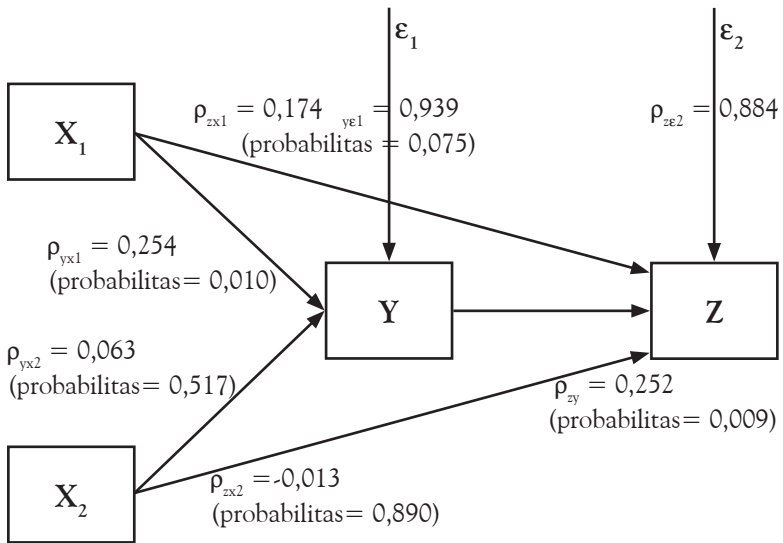 ε₁
ε₂
ρzx1 = 0,174 yε1 = 0,939
(probabilitas = 0,075)
ρzε2 = 0,884
X₁
ρyx1 = 0,254
(probabilitas= 0,010)
Y
Z
ρyx2 = 0,063
(probabilitas= 0,517)
ρzy = 0,252
(probabilitas= 0,009)
X₂
ρzx2 =-0,013
(probabilitas= 0,890)